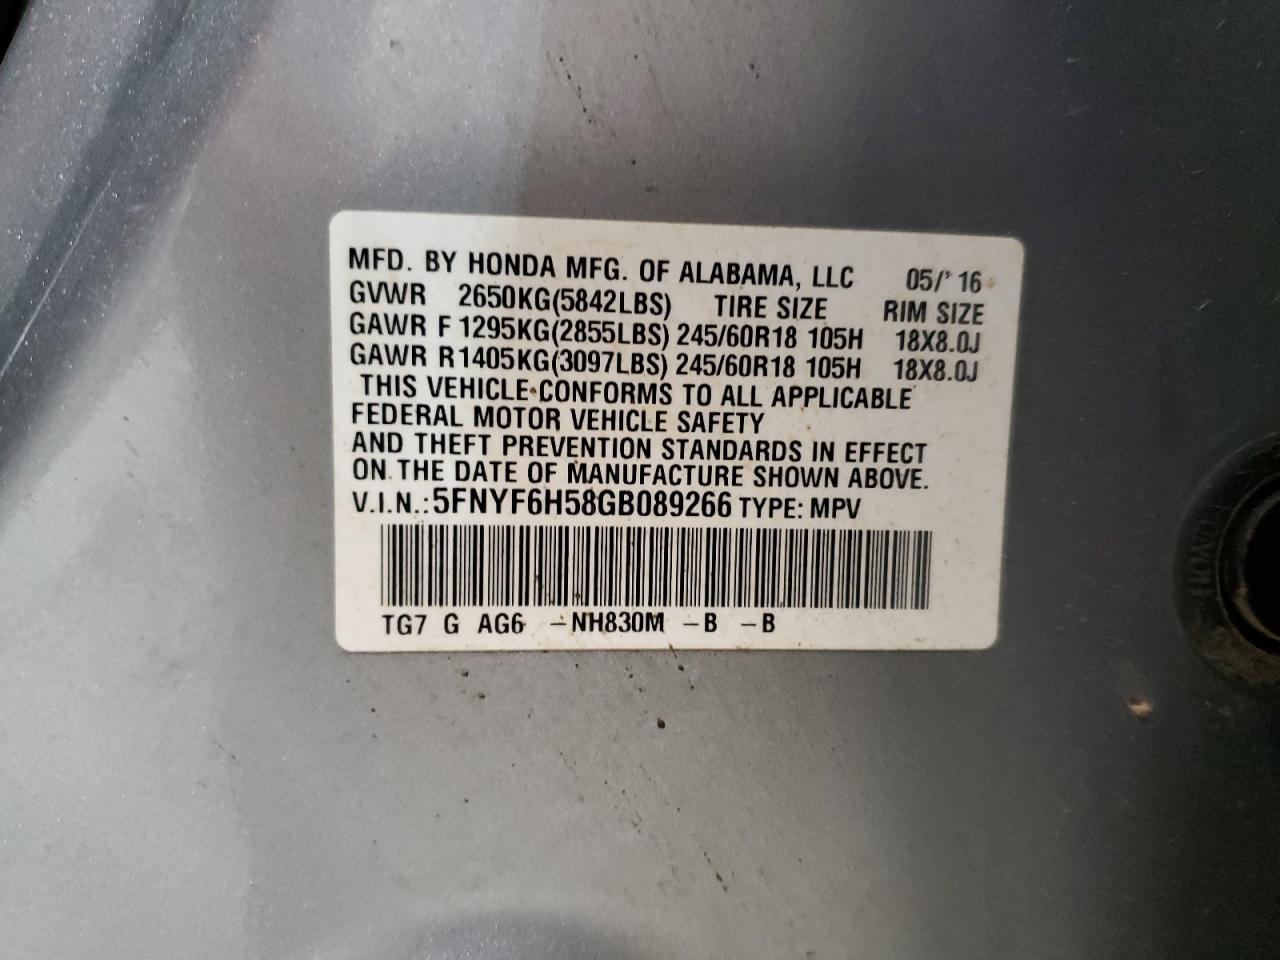 MFD. BY HONDA MFG. OF ALABAMA, LLC 05/'16
GVWR 2650KG(5842LBS) TIRE SIZE RIM SIZE
GAWR F 1295KG(2855LBS) 245/60R18 105H 18X8.0J
GAWR R1405KG(3097LBS) 245/60R18 105H 18X8.0J
THIS VEHICLE CONFORMS TO ALL APPLICABLE
FEDERAL MOTOR VEHICLE SAFETY
AND THEFT PREVENTION STANDARDS IN EFFECT
ON THE DATE OF MANUFACTURE SHOWN ABOVE.
V.I.N.: 5FNYF6H58GB089266 TYPE: MPV
TG7 G AG6 -NH830M -B -B
HONDA